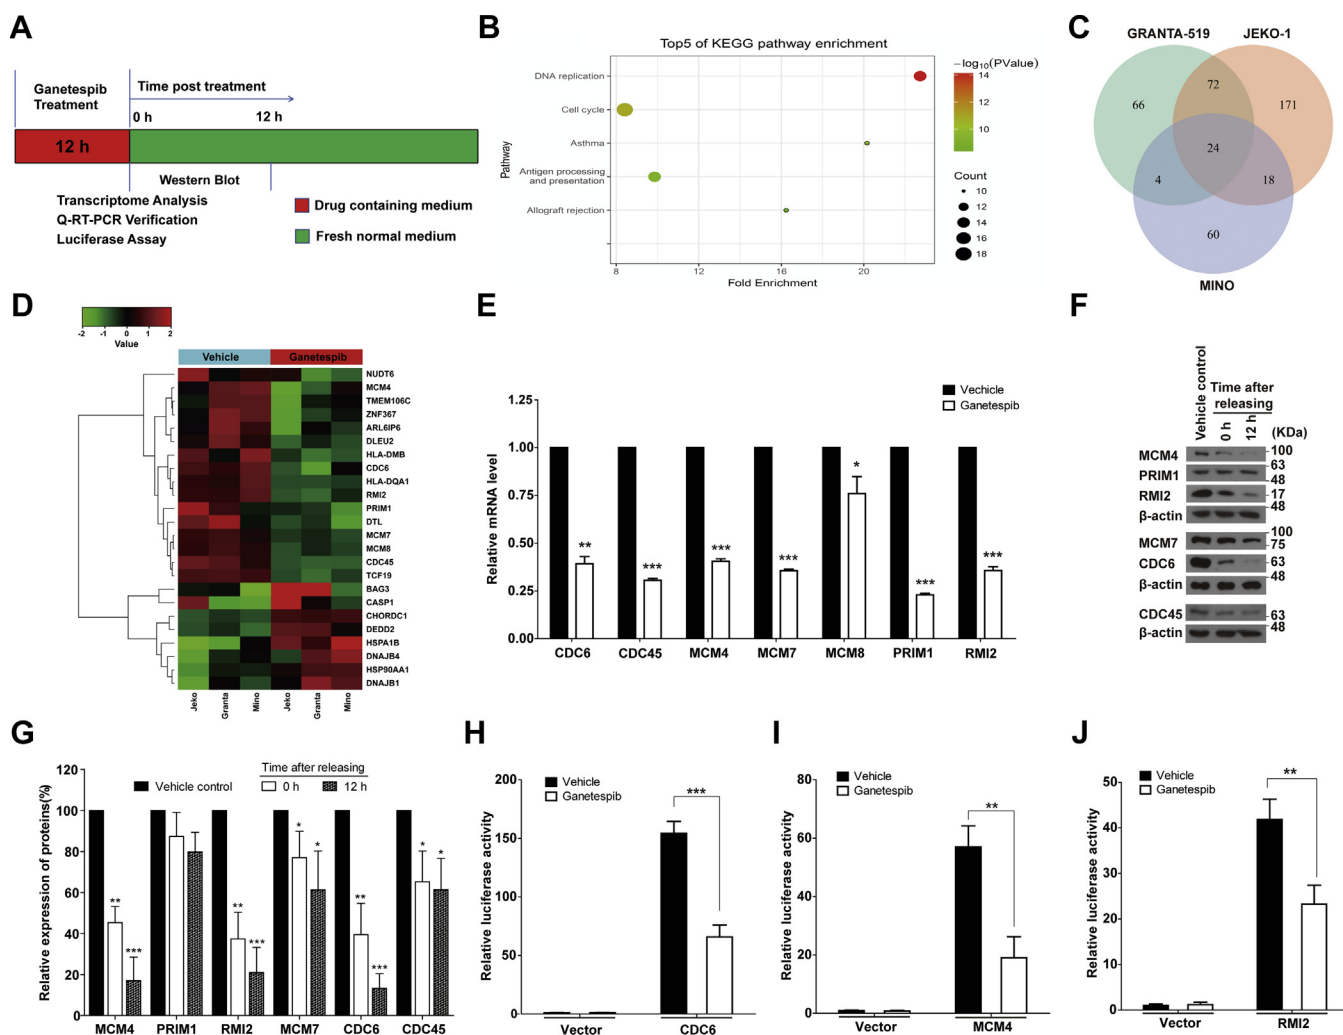 A
Ganetespib
Treatment
Time post treatment
0 h
12 h
12 h
Western Blot
Transcriptome Analysis
Q-RT-PCR Verification
Luciferase Assay
Drug containing medium
Fresh normal medium
B
Top5 of KEGG pathway enrichment
DNA replication
Cell cycle
Asthma
Antigen processing
and presentation
Allograft rejection
Pathway
8
12
16
20
Fold Enrichment
−log10(PValue)
14
12
10
Count
10
12
14
16
18
C
GRANTA-519
JEKO-1
66
72
171
24
4
18
60
MINO
D
-2
-1
0
1
2
Value
Vehicle
Ganetespib
NUDT6
MCM4
TMEM106C
ZNF367
ARL6IP6
DLEU2
HLA-DMB
CDC6
HLA-DQA1
RMI2
PRIM1
DTL
MCM7
MCM8
CDC45
TCF19
BAG3
CASP1
CHORDC1
DEDD2
HSPA1B
DNAJB4
HSP90AA1
DNAJB1
Jeko
Granta
Mino
Jeko
Granta
Mino
E
Vechicle
Ganetespib
Relative mRNA level
1.25
1.00
0.75
0.50
0.25
0.00
**
***
***
***
*
***
***
CDC6
CDC45
MCM4
MCM7
MCM8
PRIM1
RMI2
F
Vehicle control
Time after
releasing
0 h
12 h
(KDa)
MCM4
100
63
PRIM1
48
RMI2
17
48
β-actin
MCM7
100
75
CDC6
63
48
β-actin
CDC45
63
48
β-actin
G
Time after releasing
Vehicle control
0 h
12 h
Relative expression of proteins(%)
120
100
80
60
40
20
0
**
***
**
***
*
*
**
***
*
*
MCM4
PRIM1
RMI2
MCM7
CDC6
CDC45
H
Vehicle
Ganetespib
Relative luciferase activity
200
150
100
50
0
***
Vector
CDC6
I
Vehicle
Ganetespib
Relative luciferase activity
80
60
40
20
0
**
Vector
MCM4
J
Vehicle
Ganetespib
Relative luciferase activity
50
40
30
20
10
0
**
Vector
RMI2